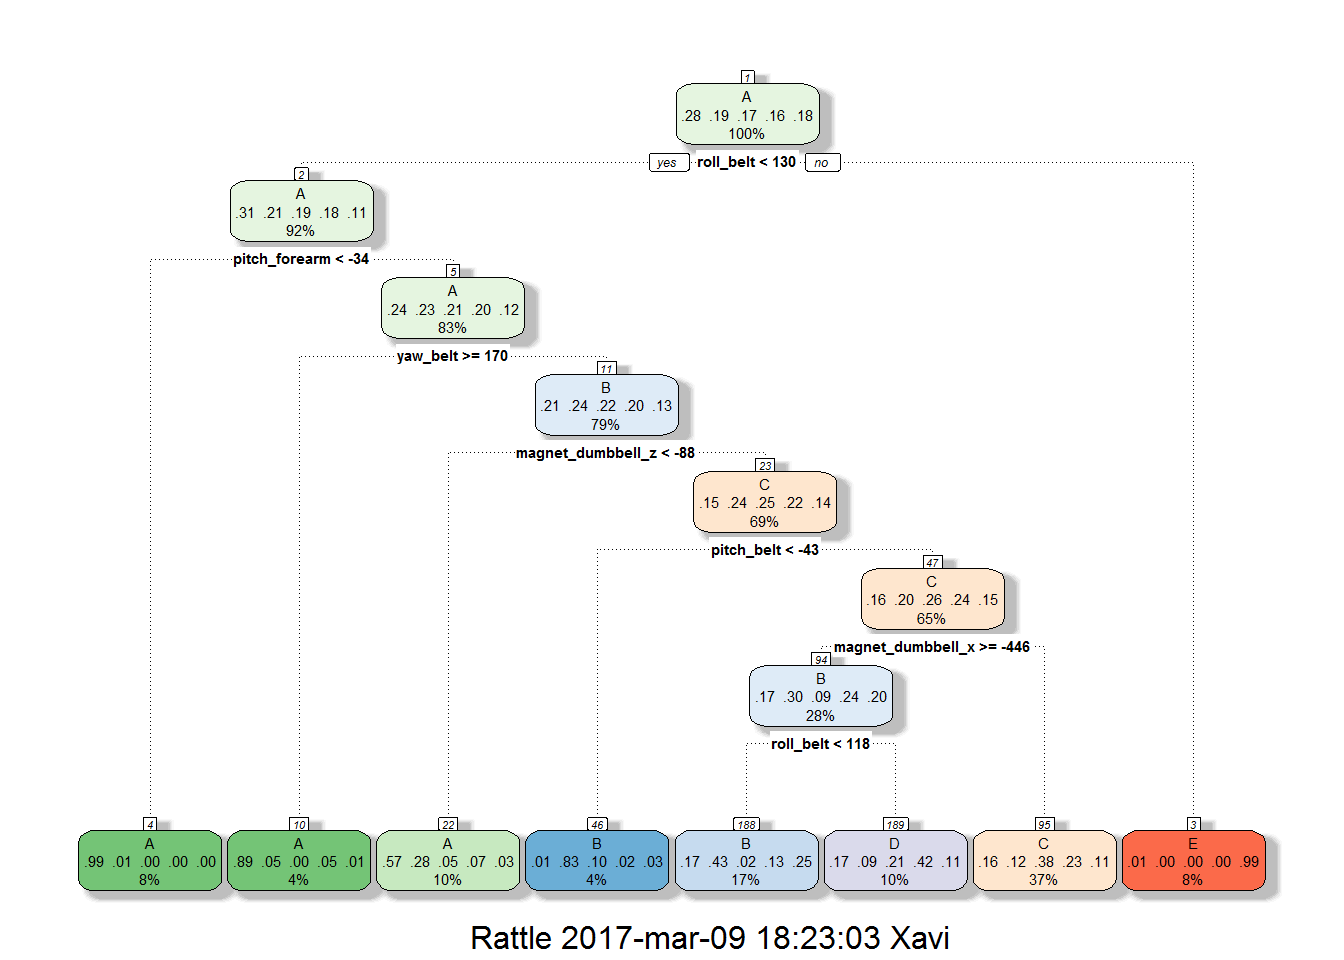 1
A
.28 .19 .17 .16 .18
100%
yes roll_belt < 130 no
2
A
.31 .21 .19 .18 .11
92%
pitch_forearm < -34
5
A
.24 .23 .21 .20 .12
83%
yaw_belt >= 170
11
B
.21 .24 .22 .20 .13
79%
magnet_dumbbell_z < -88
23
C
.15 .24 .25 .22 .14
69%
pitch_belt < -43
47
C
.16 .20 .26 .24 .15
65%
magnet_dumbbell_x >= -446
94
B
.17 .30 .09 .24 .20
28%
roll_belt < 118
4
A
.99 .01 .00 .00 .00
8%
10
A
.89 .05 .00 .05 .01
4%
22
A
.57 .28 .05 .07 .03
10%
46
B
.01 .83 .10 .02 .03
4%
188
B
.17 .43 .02 .13 .25
17%
189
D
.17 .09 .21 .42 .11
10%
95
C
.16 .12 .38 .23 .11
37%
3
E
.01 .00 .00 .00 .99
8%
Rattle 2017-mar-09 18:23:03 Xavi